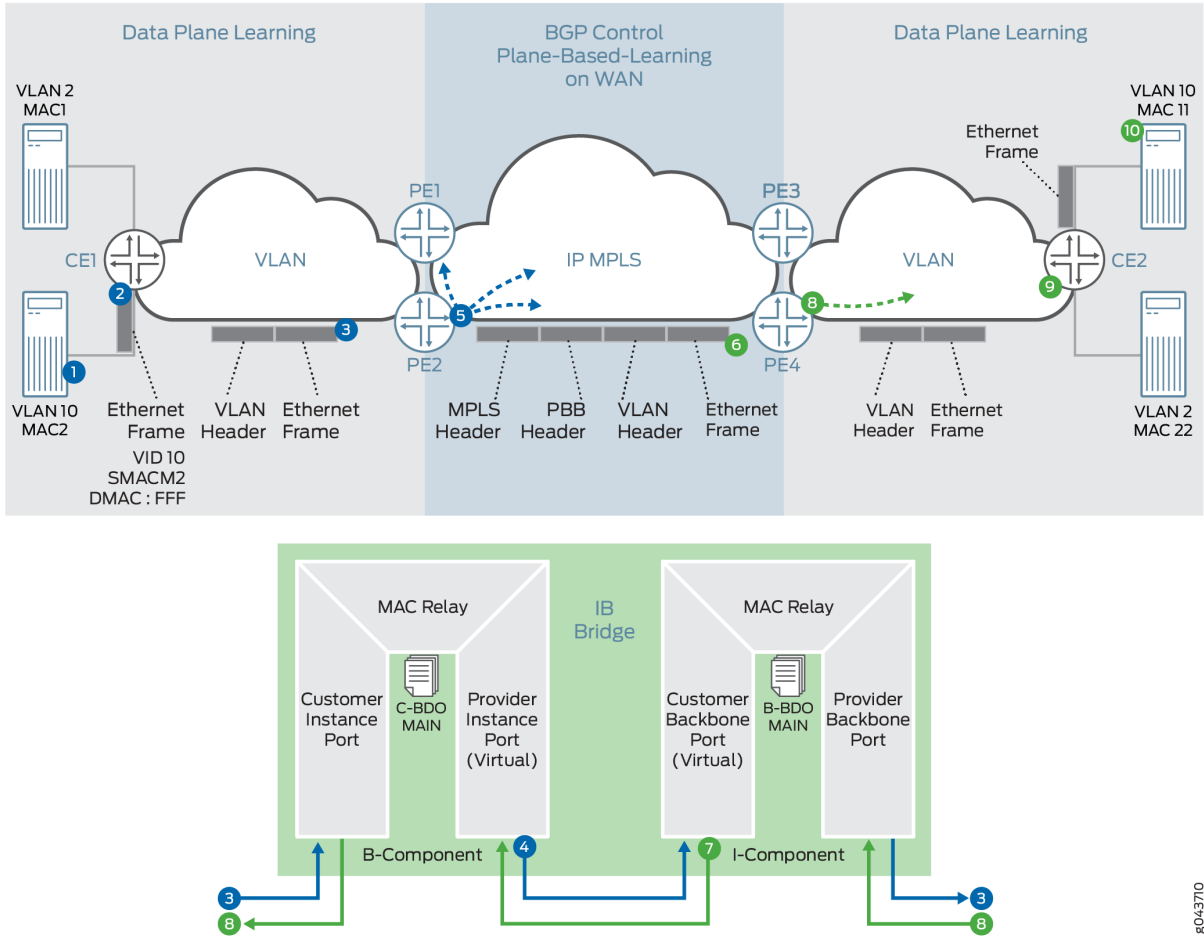 Data Plane Learning
BGP Control
Plane-Based-Learning
on WAN
Data Plane Learning
VLAN 2
MAC1
VLAN 10
MAC 11
10
Ethernet
Frame
PE1
PE3
CE1
VLAN
IP MPLS
VLAN
CE2
2
9
8
5
3
6
1
PE2
PE4
VLAN 10
MAC2
Ethernet
Frame
VID 10
SMACM2
DMAC : FFF
VLAN
Header
Ethernet
Frame
MPLS
Header
PBB
Header
VLAN
Header
Ethernet
Frame
VLAN
Header
Ethernet
Frame
VLAN 2
MAC 22
MAC Relay
IB
Bridge
MAC Relay
Customer
Instance
Port
C-BDO
MAIN
Provider
Instance
Port
(Virtual)
Customer
Backbone
Port
(Virtual)
B-BDO
MAIN
Provider
Backbone
Port
B-Component
4
7
I-Component
3
3
8
8
g043710